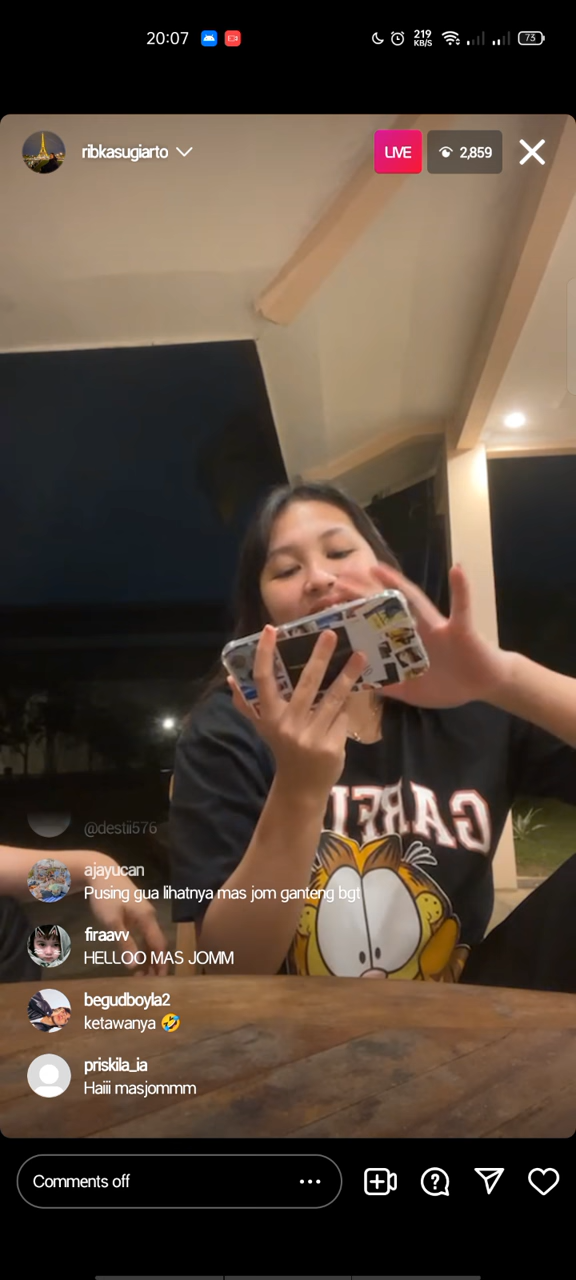 20:07
219
KB/S
73
ribkasugiarto
LIVE
2,859
GARFI
@destii576
ajayucan
Pusing gua lihatnya mas jom ganteng bgt
firaavv
HELLOO MAS JOMM
begudboyla2
ketawanya 🤣
priskila_ia
Haiii masjommm
Comments off